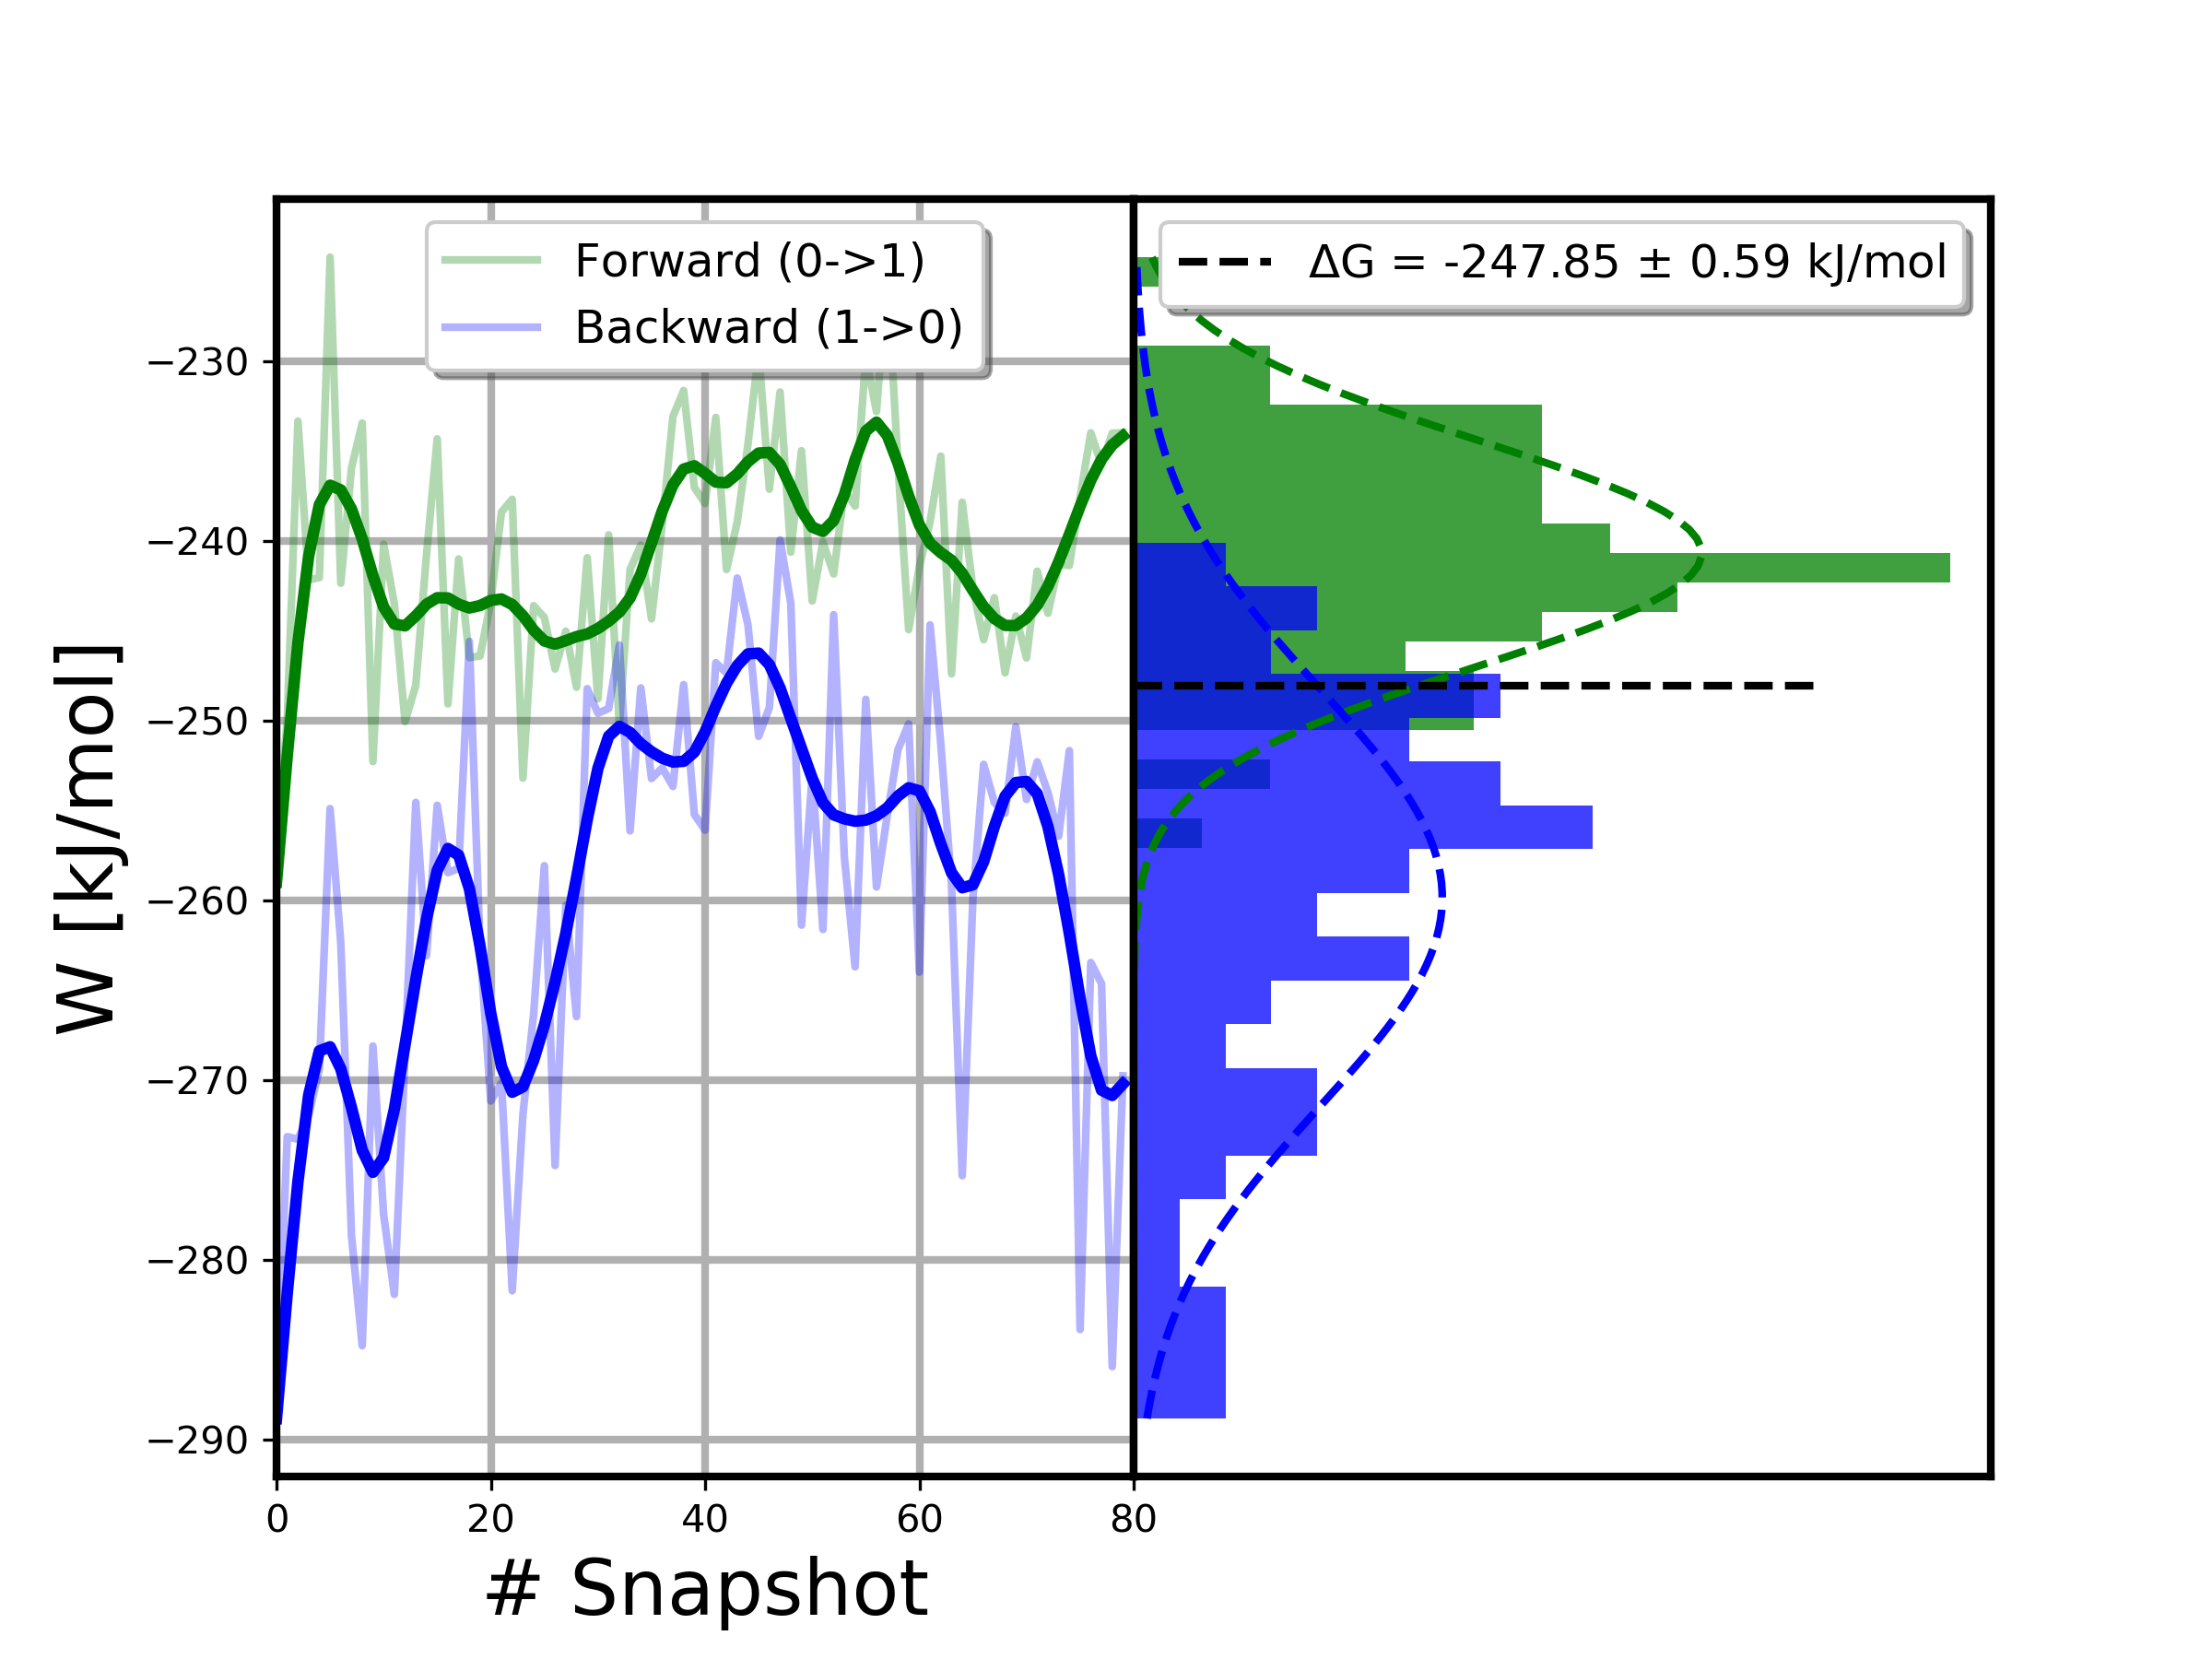 Forward (0->1)
Backward (1->0)
ΔG = -247.85 ± 0.59 kJ/mol
W [kJ/mol]
−230
−240
−250
−260
−270
−280
−290
0 20 40 60 80
# Snapshot